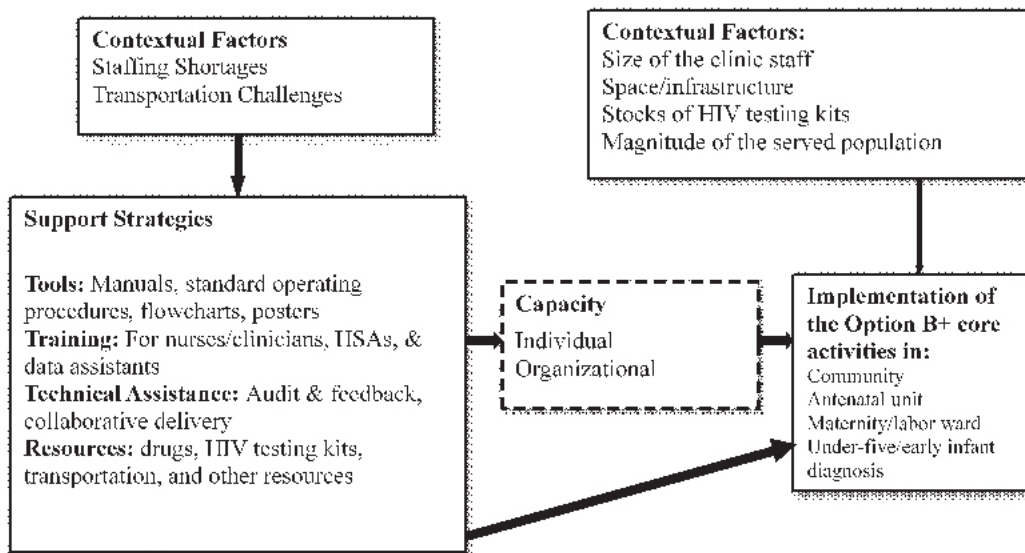 Contextual Factors
Staffing Shortages
Transportation Challenges
Contextual Factors:
Size of the clinic staff
Space/infrastructure
Stocks of HIV testing kits
Magnitude of the served population
Support Strategies
Tools: Manuals, standard operating
procedures, flowcharts, posters
Training: For nurses/clinicians, HSAs, &
data assistants
Technical Assistance: Audit & feedback,
collaborative delivery
Resources: drugs, HIV testing kits,
transportation, and other resources
Capacity
Individual
Organizational
Implementation of
the Option B+ core
activities in:
Community
Antenatal unit
Maternity/labor ward
Under-five/early infant
diagnosis